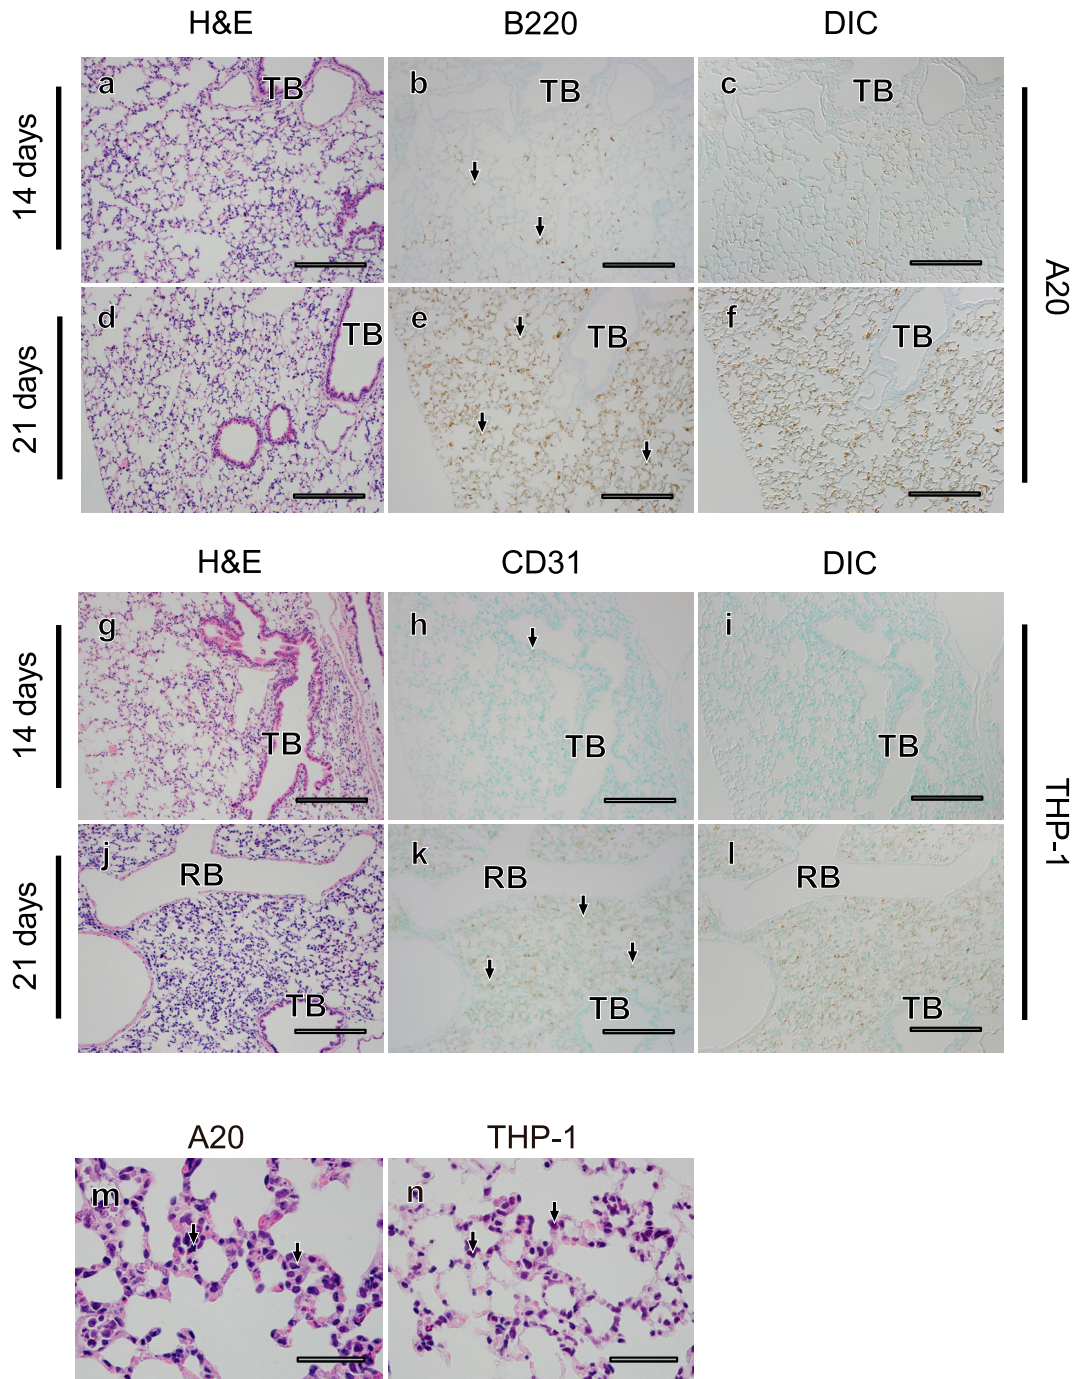 H&E B220 DIC
14 days
a TB b TB c TB
21 days
d TB e TB f TB
A20
H&E CD31 DIC
14 days
g TB h TB i TB
21 days
j RB TB k RB TB l RB TB
THP-1
A20 THP-1
m n